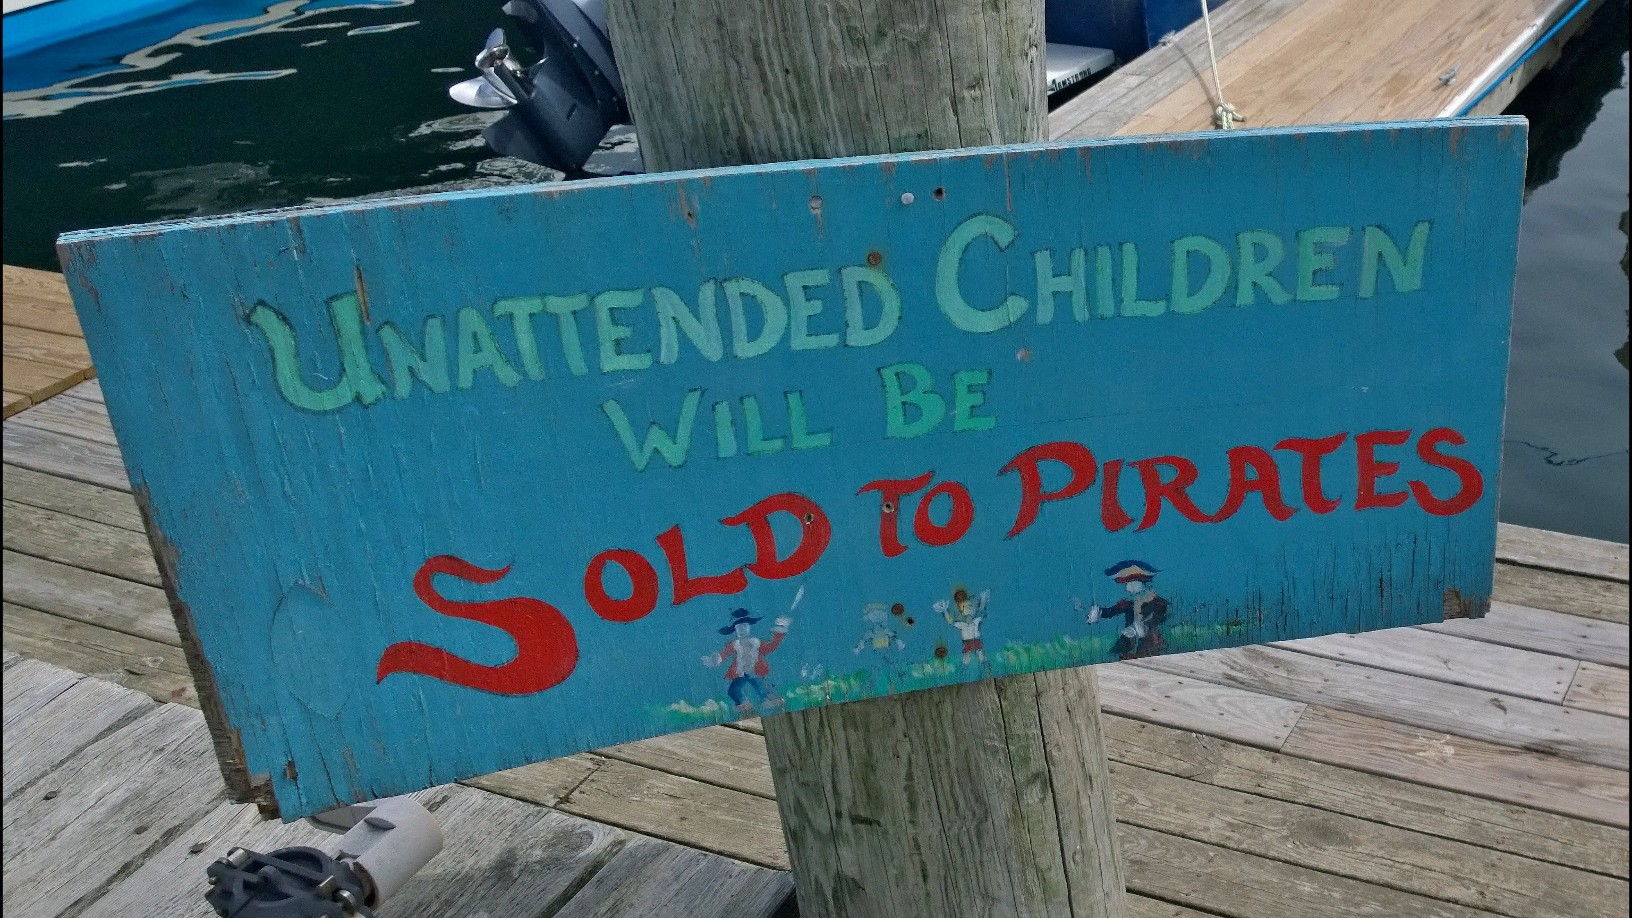 Unattended Children
Will Be
Sold to Pirates